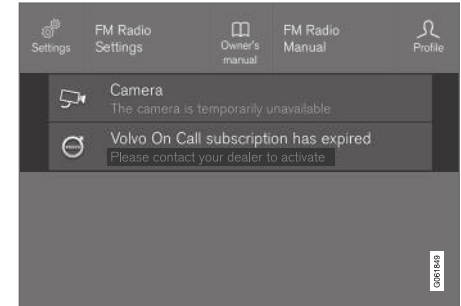 Settings
FM Radio
Settings
Owner's
manual
FM Radio
Manual
Profile
Camera
The camera is temporarily unavailable
Volvo On Call subscription has expired
Please contact your dealer to activate
G061849